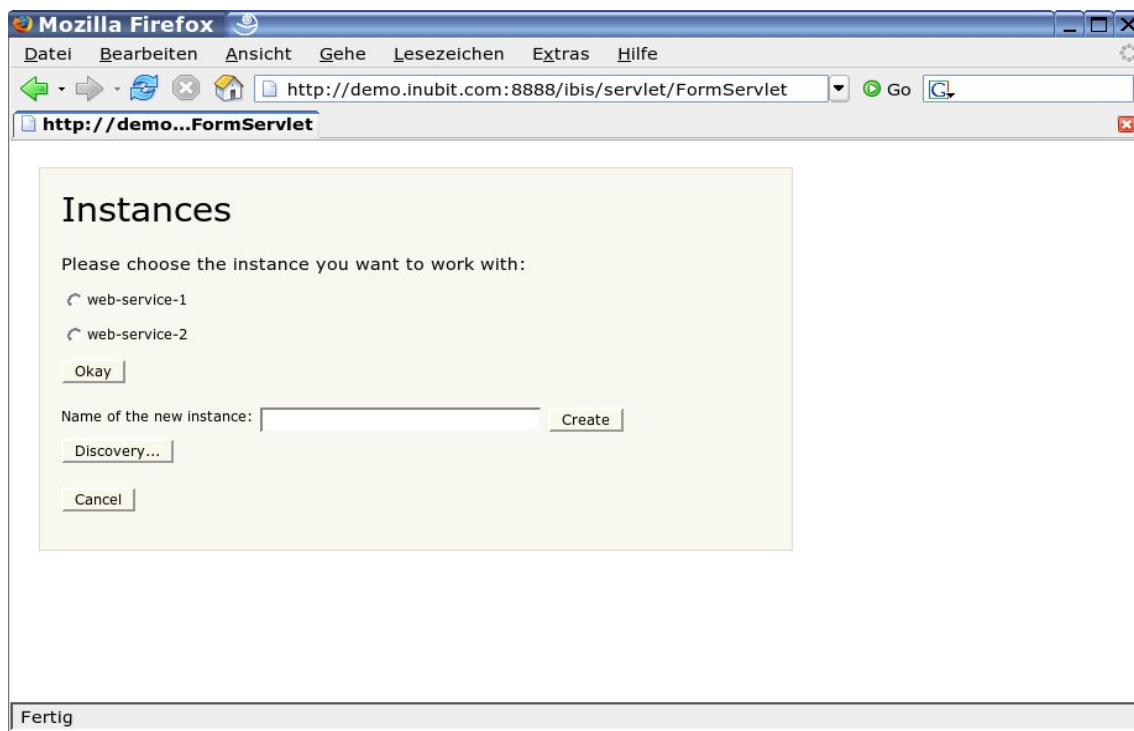 Mozilla Firefox
Datei Bearbeiten Ansicht Gehe Lesezeichen Extras Hilfe
http://demo.inubit.com:8888/ibis/servlet/FormServlet Go G
http://demo...FormServlet
Instances
Please choose the instance you want to work with:
web-service-1
web-service-2
Okay
Name of the new instance: Create
Discovery...
Cancel
Fertig